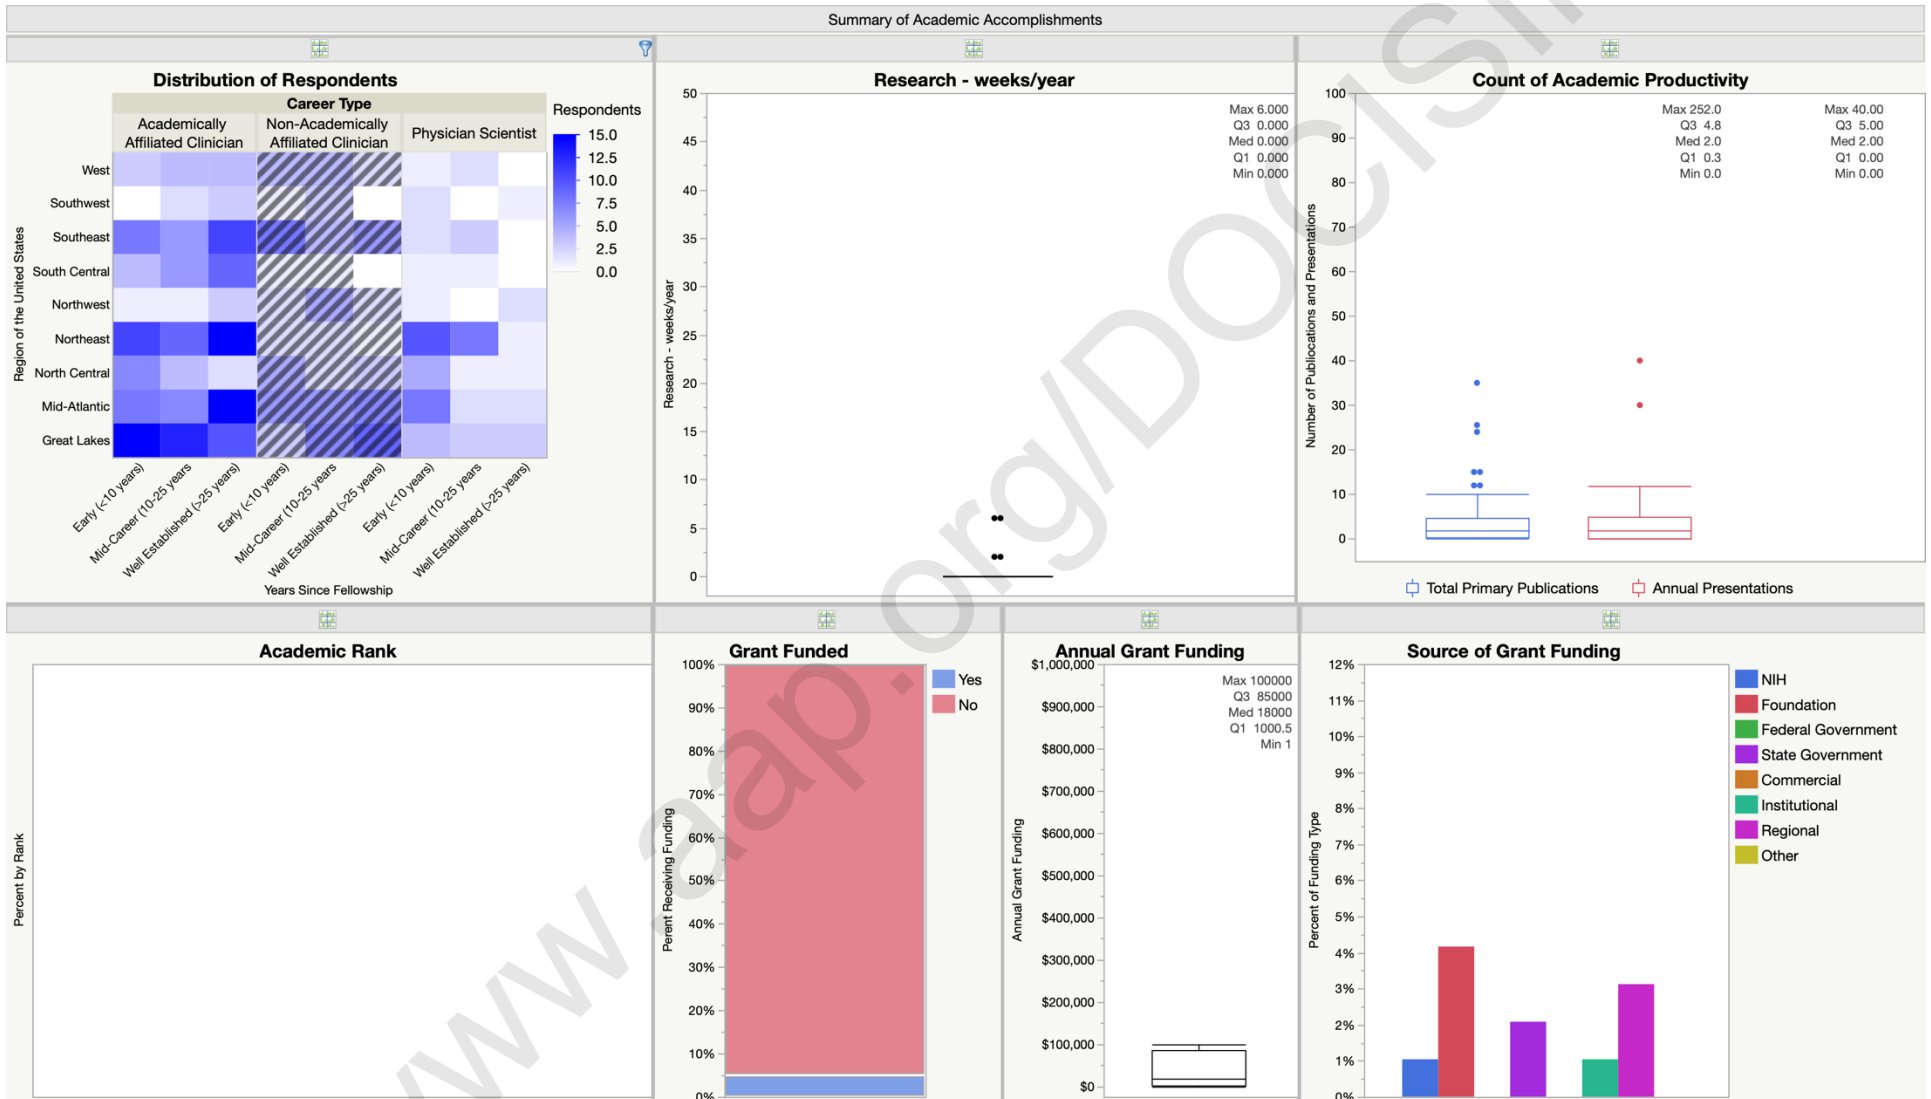 Summary of Academic Accomplishments
Distribution of Respondents
Career Type
Academically
Affiliated Clinician
Non-Academically
Affiliated Clinician
Physician Scientist
Respondents
15.0
12.5
10.0
7.5
5.0
2.5
0.0
Region of the United States
West
Southwest
Southeast
South Central
Northwest
Northeast
North Central
Mid-Atlantic
Great Lakes
Early (<10 years)
Mid-Career (10-25 years
Well Established (>25 years)
Early (<10 years)
Mid-Career (10-25 years
Well Established (>25 years)
Early (<10 years)
Mid-Career (10-25 years
Well Established (>25 years)
Years Since Fellowship
Research - weeks/year
Research - weeks/year
50
45
40
35
30
25
20
15
10
5
0
Max 6.000
Q3 0.000
Med 0.000
Q1 0.000
Min 0.000
Count of Academic Productivity
Number of Publiocations and Presentations
100
90
80
70
60
50
40
30
20
10
0
Max 252.0
Q3 4.8
Med 2.0
Q1 0.3
Min 0.0
Max 40.00
Q3 5.00
Med 2.00
Q1 0.00
Min 0.00
Total Primary Publications
Annual Presentations
Academic Rank
Percent by Rank
Grant Funded
Perent Receiving Funding
100%
90%
80%
70%
60%
50%
40%
30%
20%
10%
0%
Yes
No
Annual Grant Funding
Annual Grant Funding
$1,000,000
$900,000
$800,000
$700,000
$600,000
$500,000
$400,000
$300,000
$200,000
$100,000
$0
Max 100000
Q3 85000
Med 18000
Q1 1000.5
Min 1
Source of Grant Funding
Percent of Funding Type
12%
11%
10%
9%
8%
7%
6%
5%
4%
3%
2%
1%
0%
NIH
Foundation
Federal Government
State Government
Commercial
Institutional
Regional
Other
www.aap.org/DOCISI